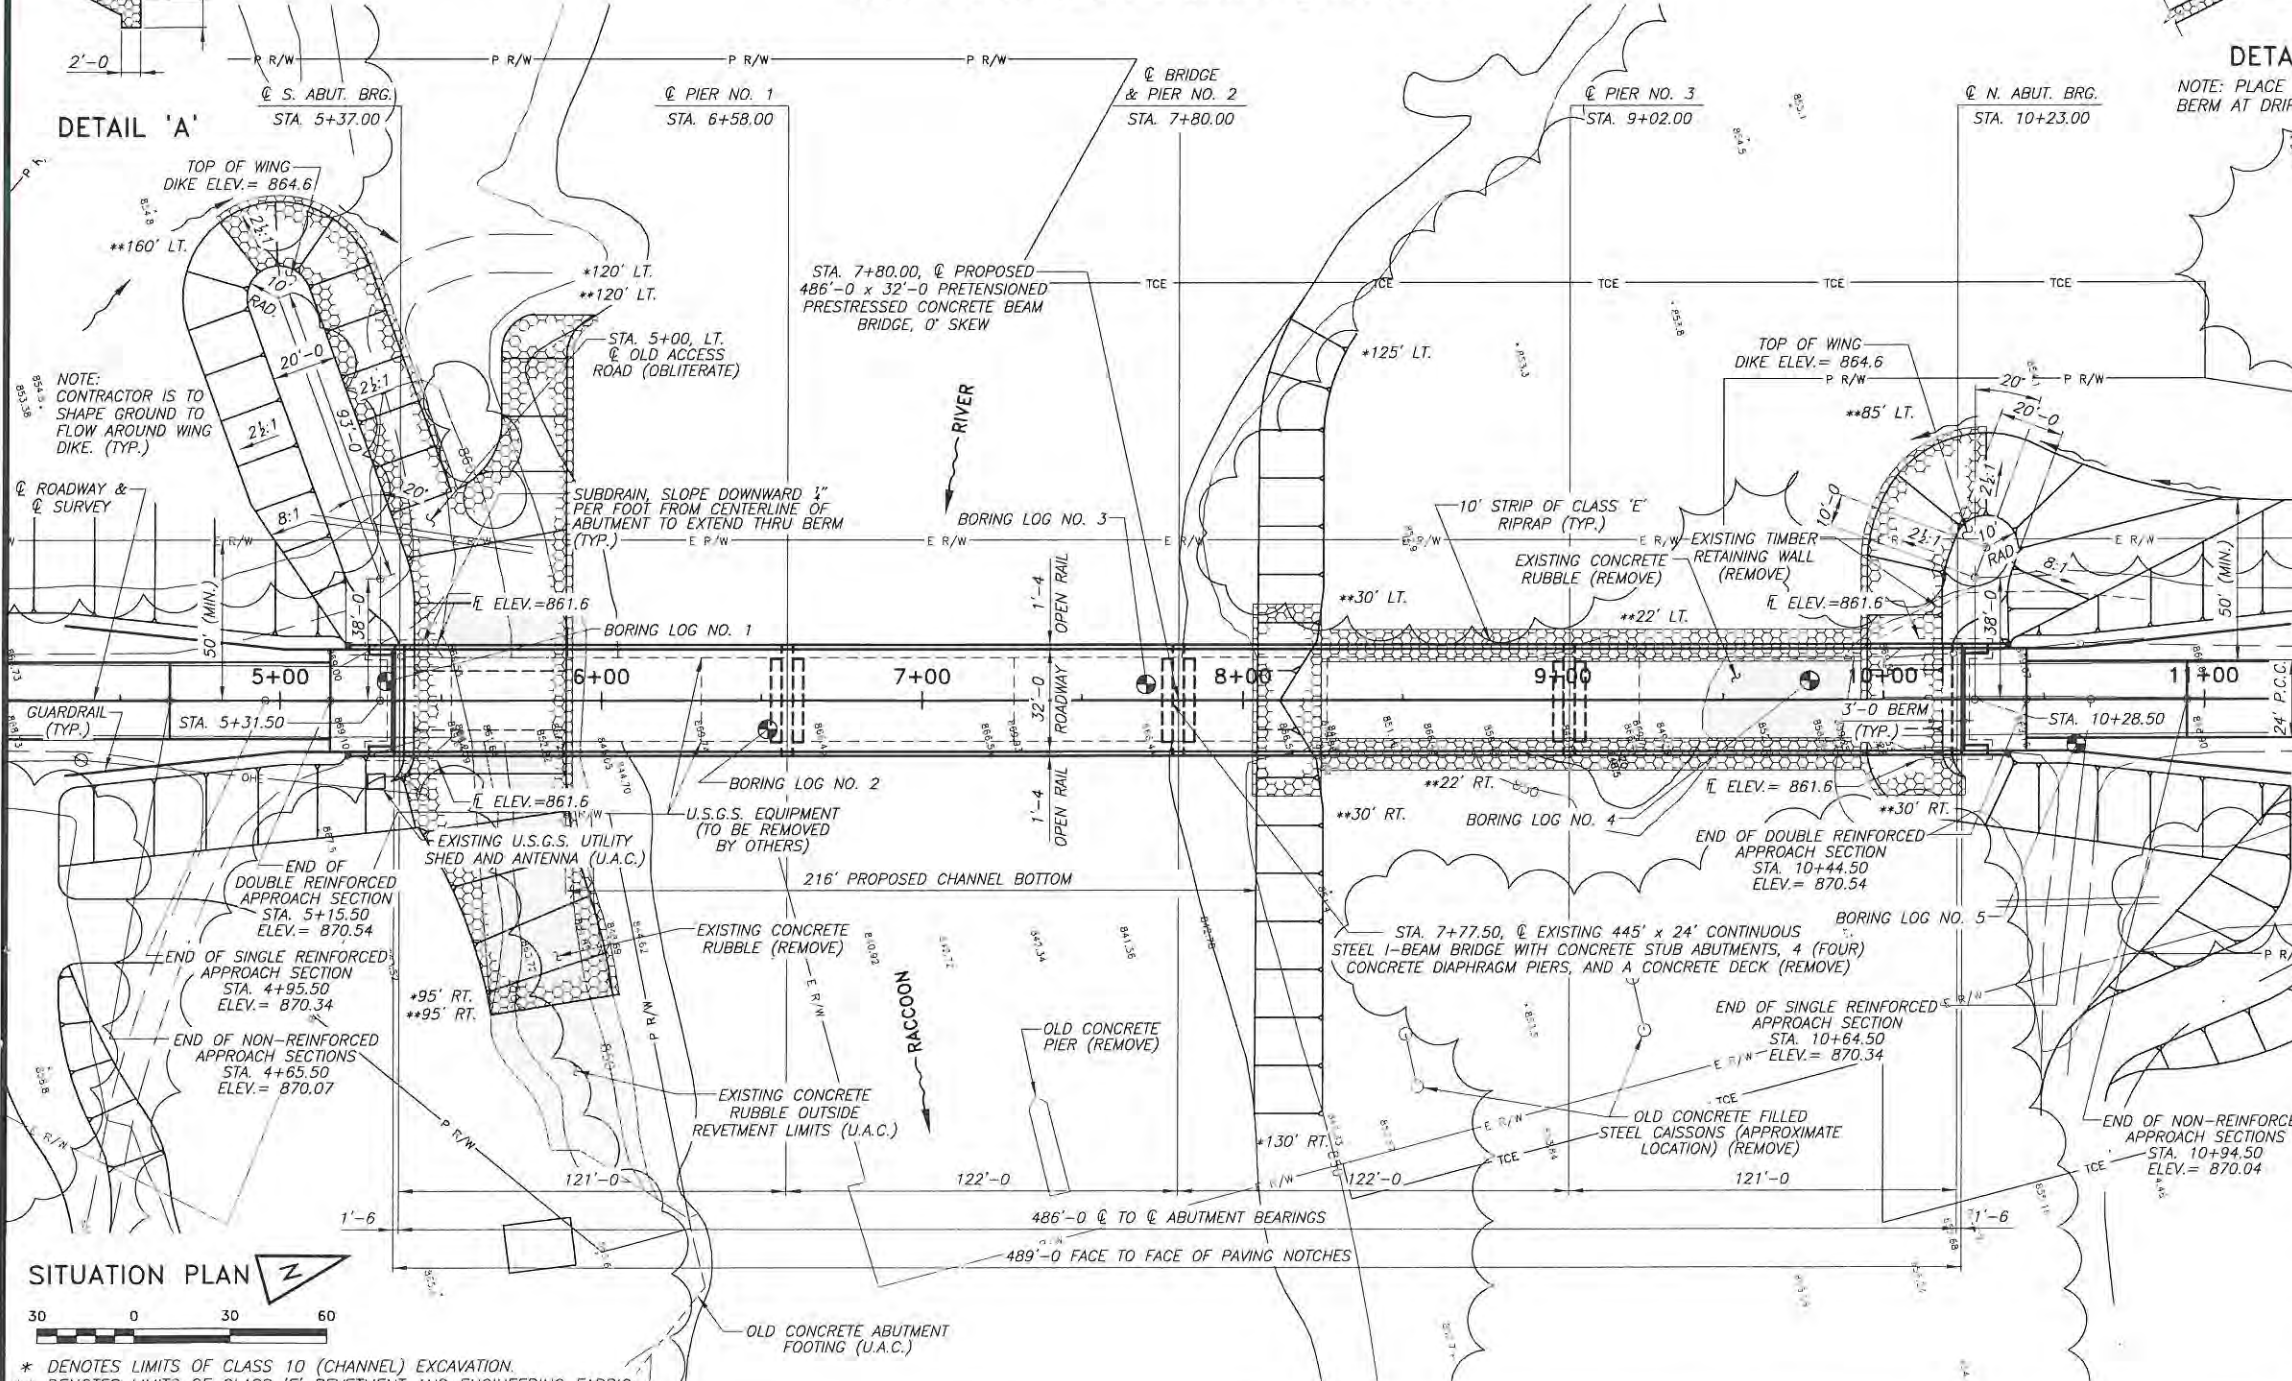 2'-0
DETAIL 'A'
P R/W
P R/W
P R/W
P R/W
℄ S. ABUT. BRG.
STA. 5+37.00
℄ PIER NO. 1
STA. 6+58.00
℄ BRIDGE
& PIER NO. 2
STA. 7+80.00
℄ PIER NO. 3
STA. 9+02.00
℄ N. ABUT. BRG.
STA. 10+23.00
DETA
NOTE: PLACE
BERM AT DRIP
TOP OF WING
DIKE ELEV.= 864.6
**160' LT.
2½:1
10'
RAD.
20'-0
93'-0
2½:1
2½:1
8:1
20'
NOTE:
CONTRACTOR IS TO
SHAPE GROUND TO
FLOW AROUND WING
DIKE. (TYP.)
℄ ROADWAY &
℄ SURVEY
*120' LT.
**120' LT.
STA. 5+00, LT.
℄ OLD ACCESS
ROAD (OBLITERATE)
STA. 7+80.00, ℄ PROPOSED
486'-0 x 32'-0 PRETENSIONED
PRESTRESSED CONCRETE BEAM
BRIDGE, 0° SKEW
TCE
TCE
TCE
TCE
TCE
*125' LT.
TOP OF WING
DIKE ELEV.= 864.6
P R/W
P R/W
**85' LT.
20'
20'-0
10'-0
2½:1
2½:1
10'
RAD.
8:1
RIVER
SUBDRAIN, SLOPE DOWNWARD ¼"
PER FOOT FROM CENTERLINE OF
ABUTMENT TO EXTEND THRU BERM
(TYP.)
E R/W
E R/W
E R/W
E R/W
E R/W
E R/W
E R/W
E R/W
BORING LOG NO. 3
10' STRIP OF CLASS 'E'
RIPRAP (TYP.)
EXISTING CONCRETE
RUBBLE (REMOVE)
EXISTING TIMBER
RETAINING WALL
(REMOVE)
50' (MIN.)
38'-0
ELEV.=861.6
BORING LOG NO. 1
1'-4
OPEN RAIL
**30' LT.
**22' LT.
ELEV.=861.6
38'-0
50' (MIN.)
5+00
6+00
7+00
8+00
9+00
10+00
11+00
32'-0
ROADWAY
GUARDRAIL
(TYP.)
STA. 5+31.50
3'-0 BERM
(TYP.)
STA. 10+28.50
24' P.C.C.
OHE
BORING LOG NO. 2
1'-4
OPEN RAIL
ELEV.=861.6
U.S.G.S. EQUIPMENT
(TO BE REMOVED
BY OTHERS)
EXISTING U.S.G.S. UTILITY
SHED AND ANTENNA (U.A.C.)
**22' RT.
**30' RT.
BORING LOG NO. 4
ELEV.= 861.6
**30' RT.
END OF
DOUBLE REINFORCED
APPROACH SECTION
STA. 5+15.50
ELEV.= 870.54
216' PROPOSED CHANNEL BOTTOM
END OF DOUBLE REINFORCED
APPROACH SECTION
STA. 10+44.50
ELEV.= 870.54
BORING LOG NO. 5
END OF SINGLE REINFORCED
APPROACH SECTION
STA. 4+95.50
ELEV.= 870.34
EXISTING CONCRETE
RUBBLE (REMOVE)
STA. 7+77.50, ℄ EXISTING 445' x 24' CONTINUOUS
STEEL I-BEAM BRIDGE WITH CONCRETE STUB ABUTMENTS, 4 (FOUR)
CONCRETE DIAPHRAGM PIERS, AND A CONCRETE DECK (REMOVE)
*95' RT.
**95' RT.
END OF NON-REINFORCED
APPROACH SECTIONS
STA. 4+65.50
ELEV.= 870.07
P R/W
E R/W
RACCOON
OLD CONCRETE
PIER (REMOVE)
END OF SINGLE REINFORCED
APPROACH SECTION
STA. 10+64.50
ELEV.= 870.34
E R/W
E R/W
E R/W
P R/W
EXISTING CONCRETE
RUBBLE OUTSIDE
REVETMENT LIMITS (U.A.C.)
*130' RT.
TCE
E R/W
TCE
OLD CONCRETE FILLED
STEEL CAISSONS (APPROXIMATE
LOCATION) (REMOVE)
TCE
END OF NON-REINFORCE
APPROACH SECTIONS
STA. 10+94.50
ELEV.= 870.04
121'-0
122'-0
122'-0
121'-0
1'-6
486'-0 ℄ TO ℄ ABUTMENT BEARINGS
1'-6
489'-0 FACE TO FACE OF PAVING NOTCHES
SITUATION PLAN
Z
30 0 30 60
OLD CONCRETE ABUTMENT
FOOTING (U.A.C.)
* DENOTES LIMITS OF CLASS 10 (CHANNEL) EXCAVATION.
DENOTES LIMITS OF CLASS 'E' REVETMENT AND ENGINEERING FABRIC